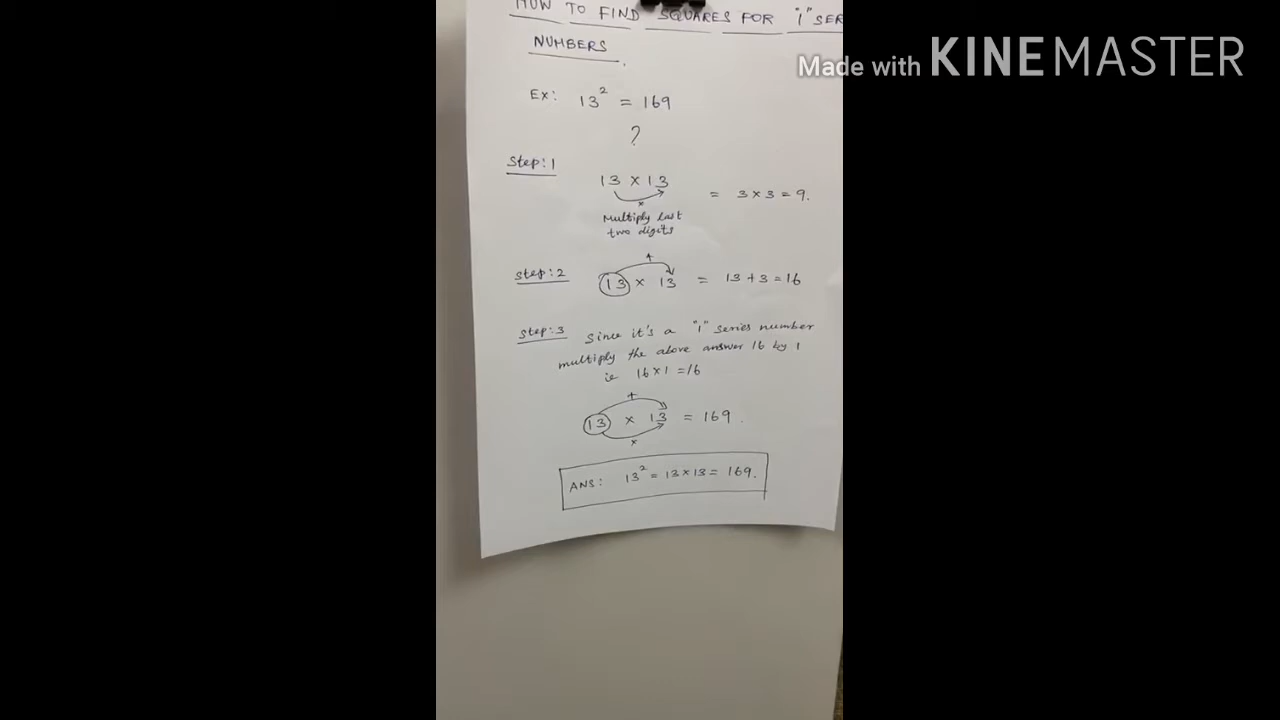 HOW TO FIND SQUARES FOR "1" SER
NUMBERS.
Made with KINEMASTER
Ex: 13² = 169
?
Step:1
13 × 13 = 3 × 3 = 9.
×
Multiply last
two digits
+
Step:2 13 × 13 = 13 + 3 = 16
Step:3 Since it's a "1" series number
multiply the above answer 16 by 1
ie 16 × 1 = 16
+
13 × 13 = 169.
×
ANS: 13² = 13 × 13 = 169.